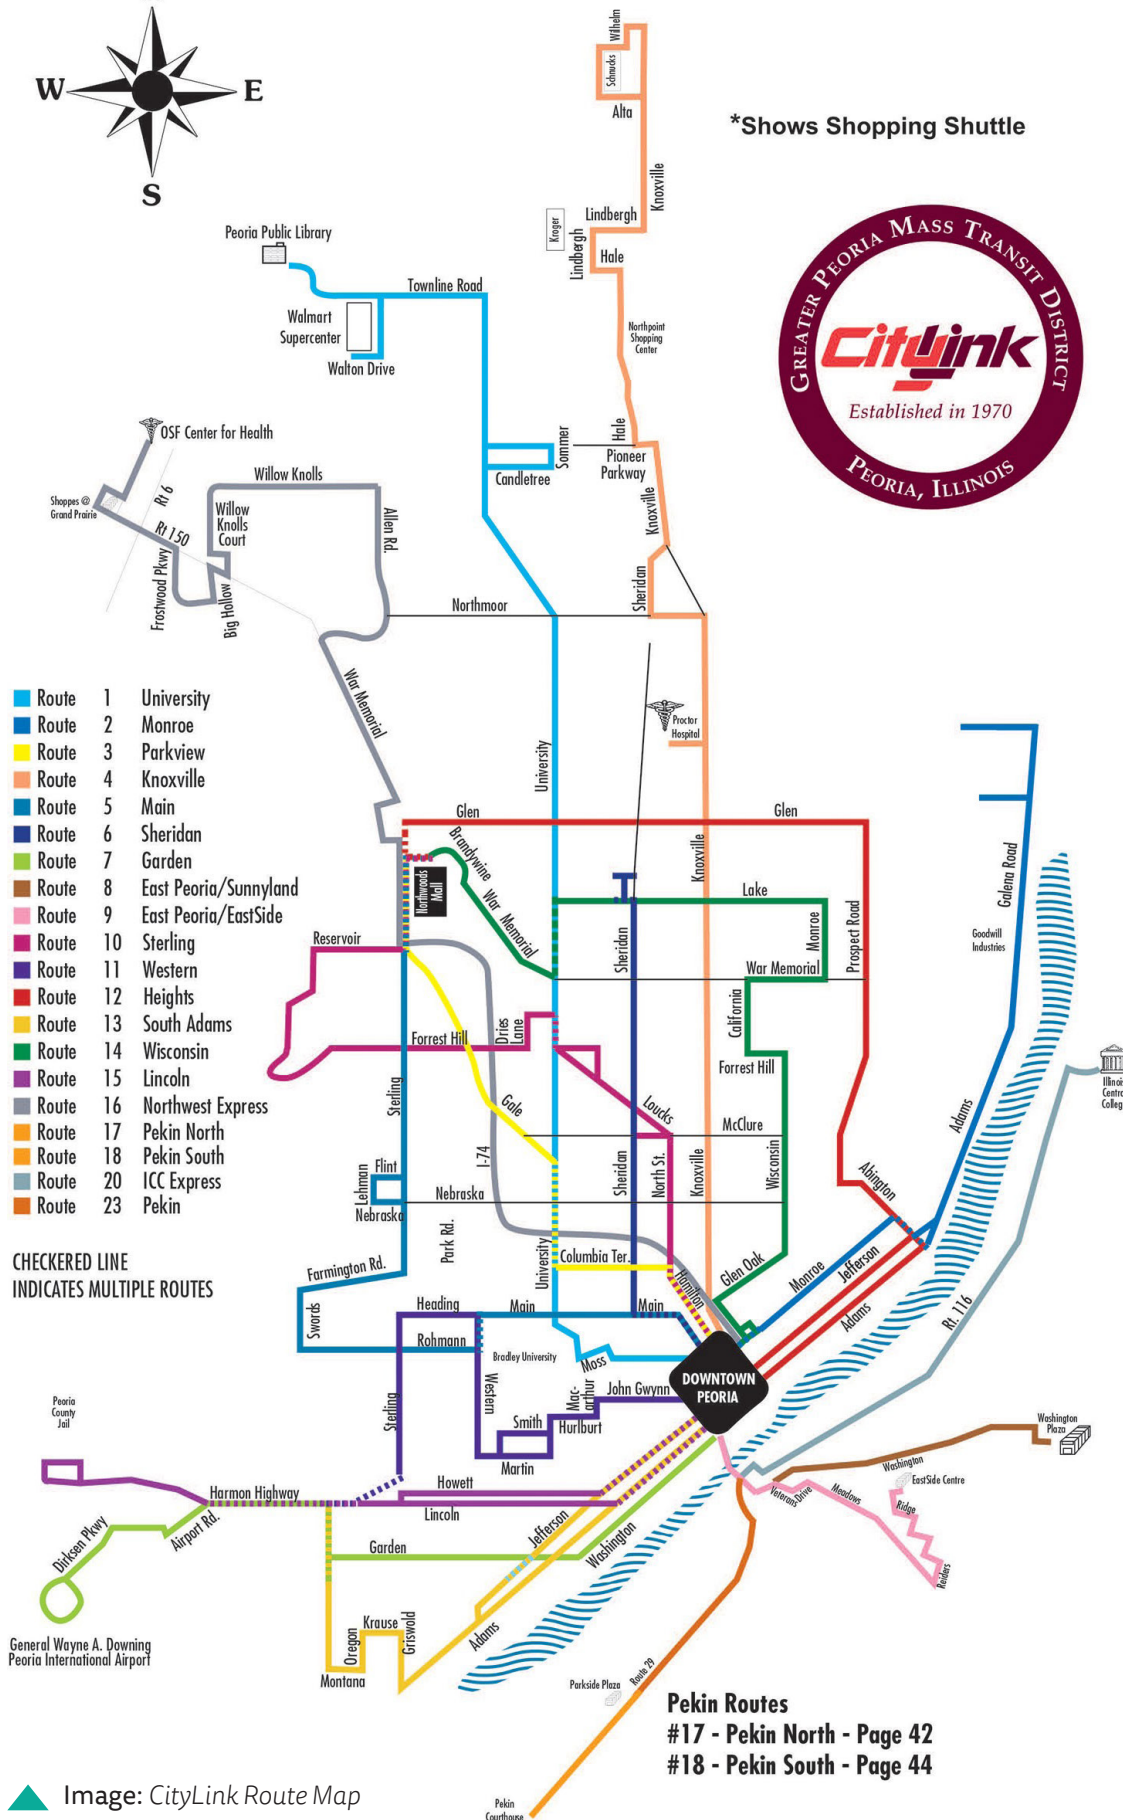 W
E
S
*Shows Shopping Shuttle
GREATER PEORIA MASS TRANSIT DISTRICT
CityLink
Established in 1970
PEORIA, ILLINOIS
Wilhelm
Schnucks
Alta
Knoxville
Lindbergh
Kroger
Lindbergh
Hale
Northpoint
Shopping
Center
Hale
Pioneer
Parkway
Knoxville
Sheridan
Peoria Public Library
Townline Road
Walmart
Supercenter
Walton Drive
Sommer
Candletree
OSF Center for Health
Shoppes @
Grand Prairie
Rt 6
Rt 150
Willow Knolls
Willow
Knolls
Court
Allen Rd.
Frostwood Pkwy
Big Hollow
Northmoor
War Memorial
University
Proctor
Hospital
Route 1 University
Route 2 Monroe
Route 3 Parkview
Route 4 Knoxville
Route 5 Main
Route 6 Sheridan
Route 7 Garden
Route 8 East Peoria/Sunnyland
Route 9 East Peoria/EastSide
Route 10 Sterling
Route 11 Western
Route 12 Heights
Route 13 South Adams
Route 14 Wisconsin
Route 15 Lincoln
Route 16 Northwest Express
Route 17 Pekin North
Route 18 Pekin South
Route 20 ICC Express
Route 23 Pekin
CHECKERED LINE
INDICATES MULTIPLE ROUTES
Glen
Glen
Brandywine
Northwoods
Mall
War Memorial
Knoxville
Lake
Sheridan
Monroe
Prospect Road
Galena Road
Goodwill
Industries
Reservoir
War Memorial
California
Dries
Lane
Forrest Hill
Forrest Hill
Sterling
Gale
Loucks
McClure
I-74
Sheridan
North St.
Knoxville
Wisconsin
Adams
Illinois
Central
College
Lehman
Flint
Nebraska
Nebraska
Abington
Park Rd.
University
Columbia Ter.
Hamilton
Glen Oak
Monroe
Jefferson
Adams
Rt. 116
Farmington Rd.
Swords
Heading
Main
Main
Rohmann
Bradley University
Moss
DOWNTOWN
PEORIA
Sterling
Western
Mac-
arthur
John Gwynn
Smith
Hurlburt
Martin
Peoria
County
Jail
Howett
Harmon Highway
Lincoln
Airport Rd.
Dirksen Pkwy
Garden
Jefferson
Washington
Washington
Plaza
Washington
EastSide Centre
Veterans Drive
Meadows
Ridge
Reiders
General Wayne A. Downing
Peoria International Airport
Oregon
Krause
Griswold
Montana
Adams
Parkside Plaza
Route 29
Pekin Routes
#17 - Pekin North - Page 42
#18 - Pekin South - Page 44
Image: CityLink Route Map
Pekin
Courthouse